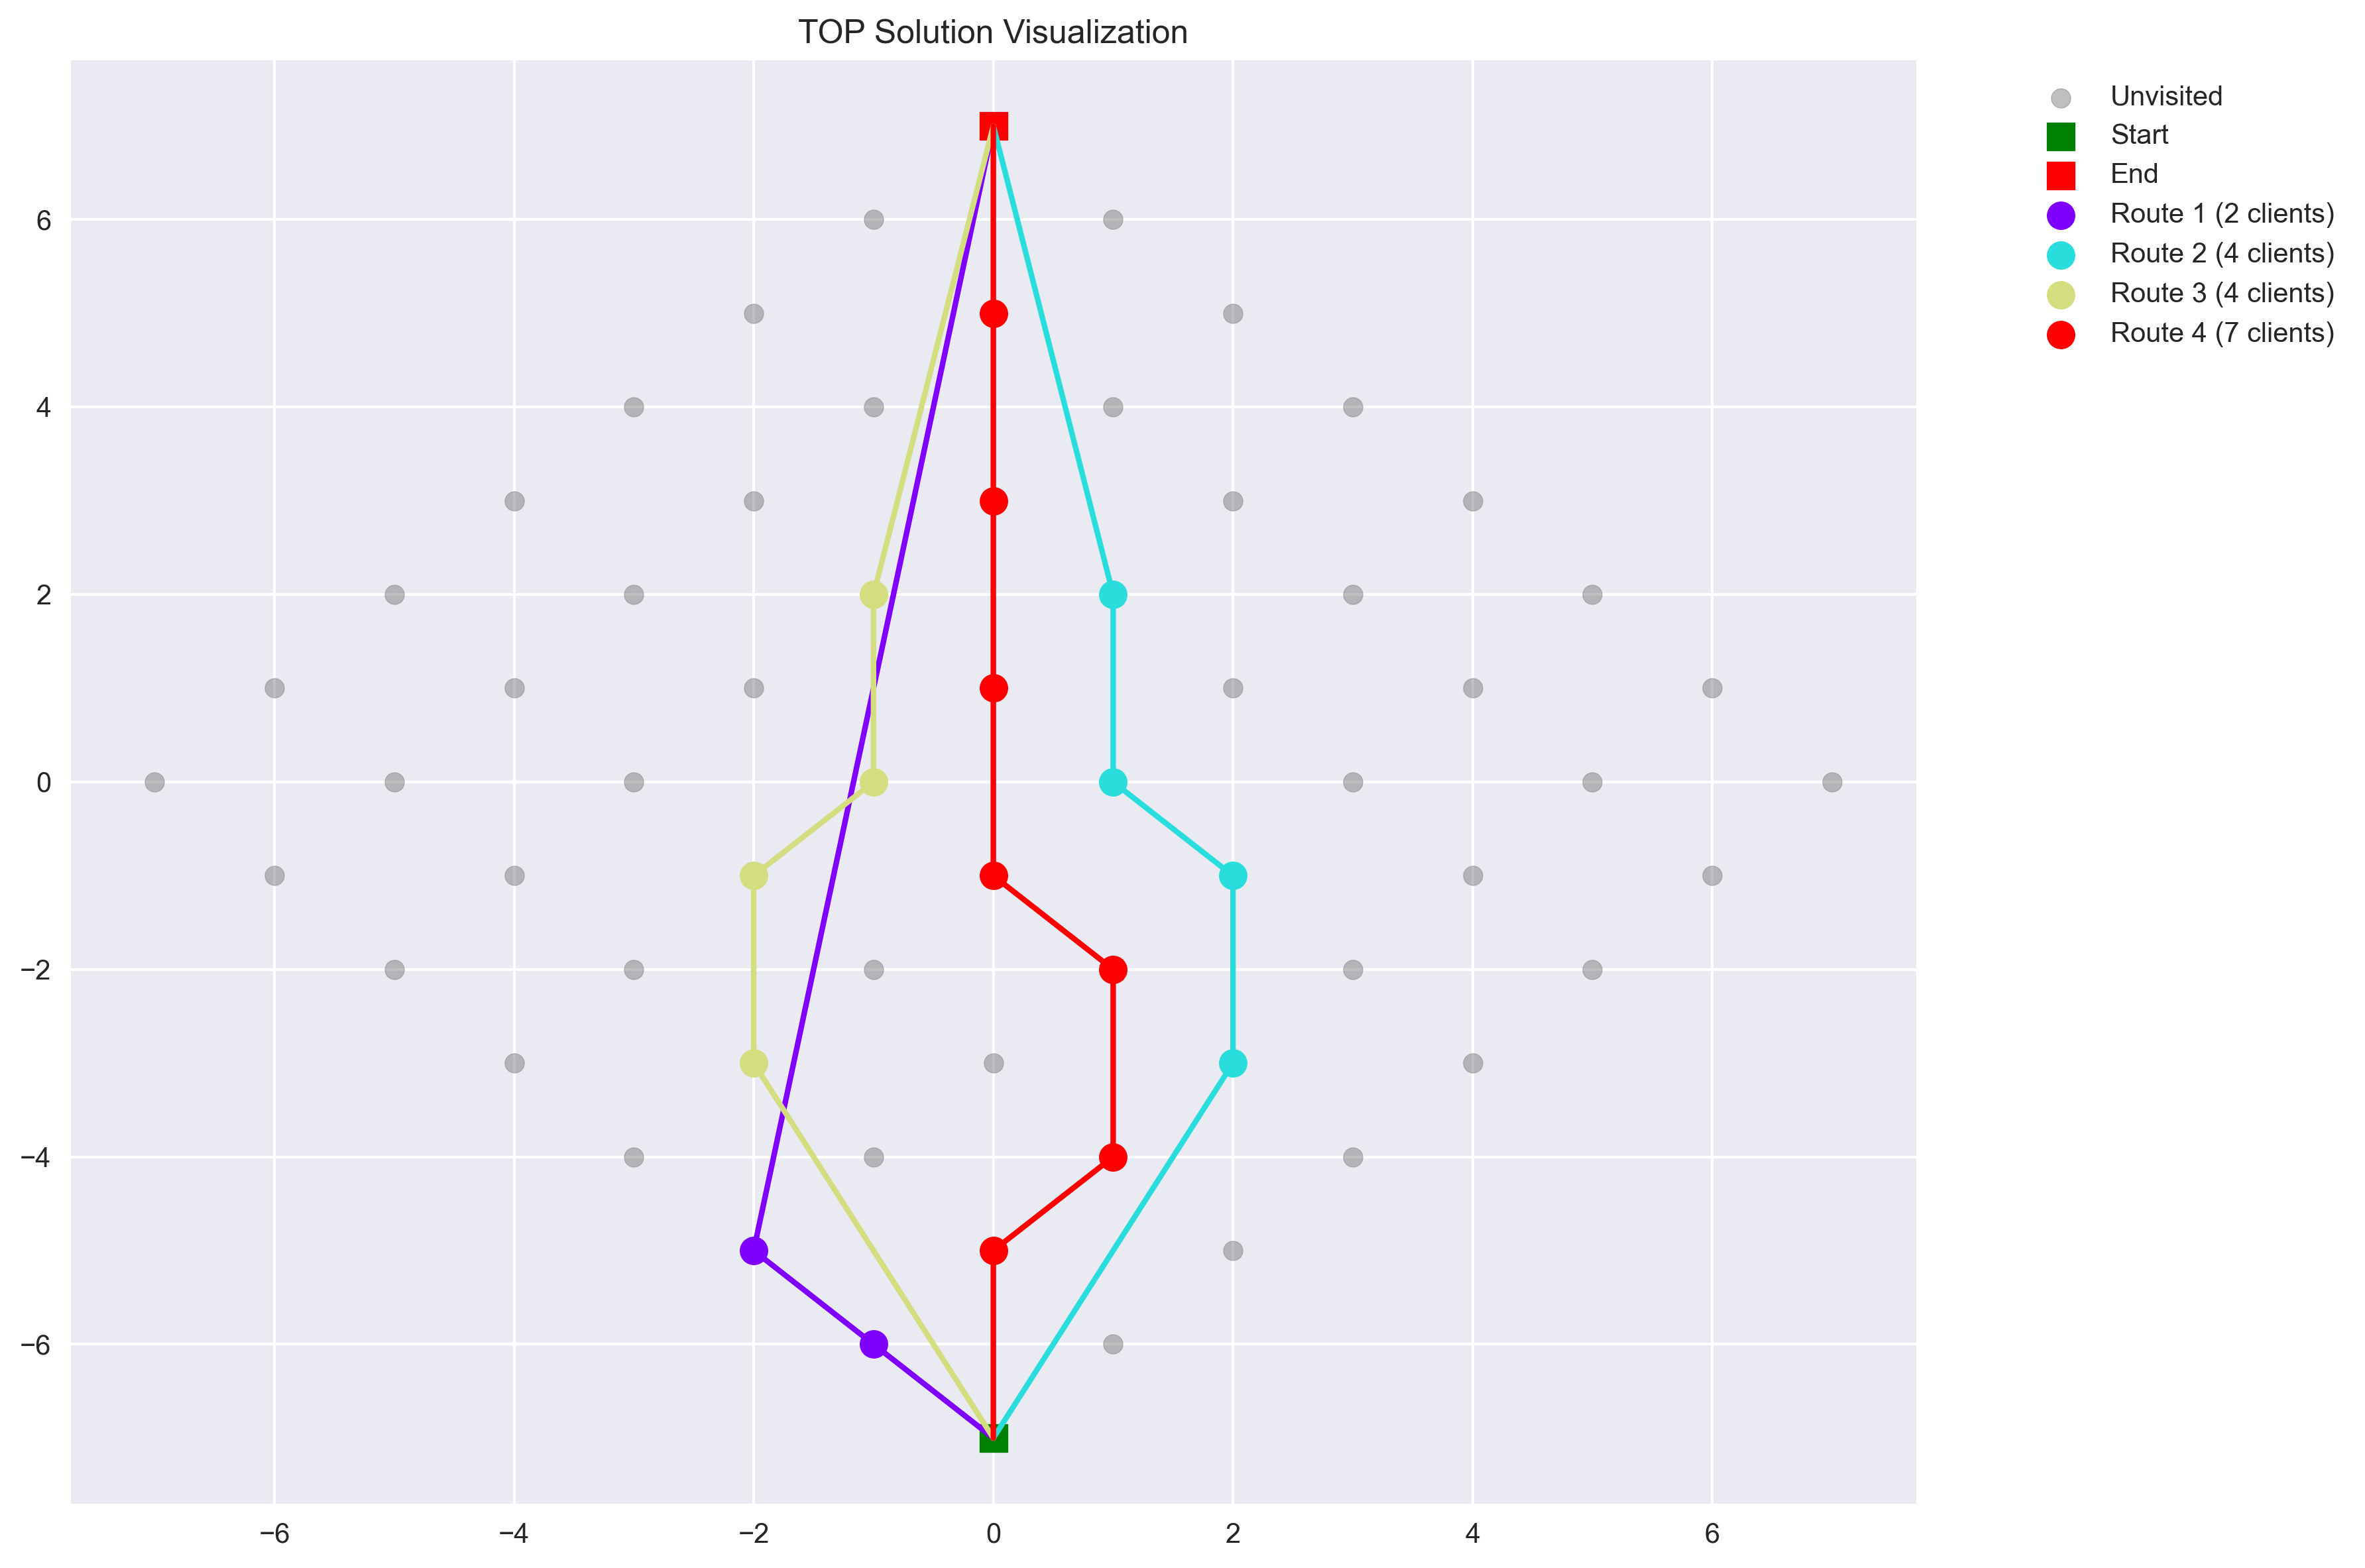 TOP Solution Visualization
Unvisited
Start
End
Route 1 (2 clients)
Route 2 (4 clients)
Route 3 (4 clients)
Route 4 (7 clients)
6
4
2
0
−2
−4
−6
−6 −4 −2 0 2 4 6